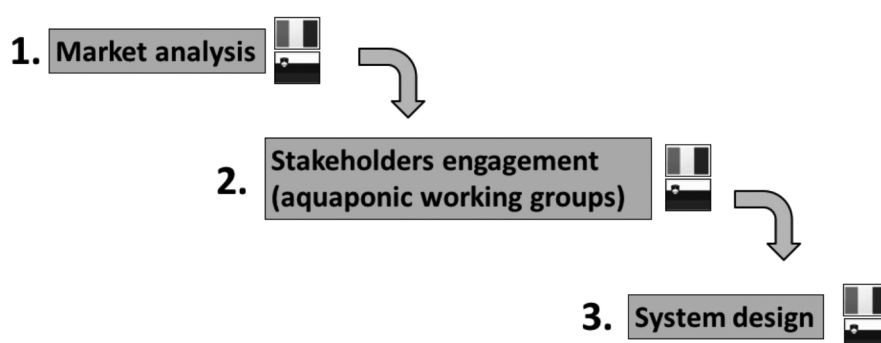 1. Market analysis
2. Stakeholders engagement
(aquaponic working groups)
3. System design